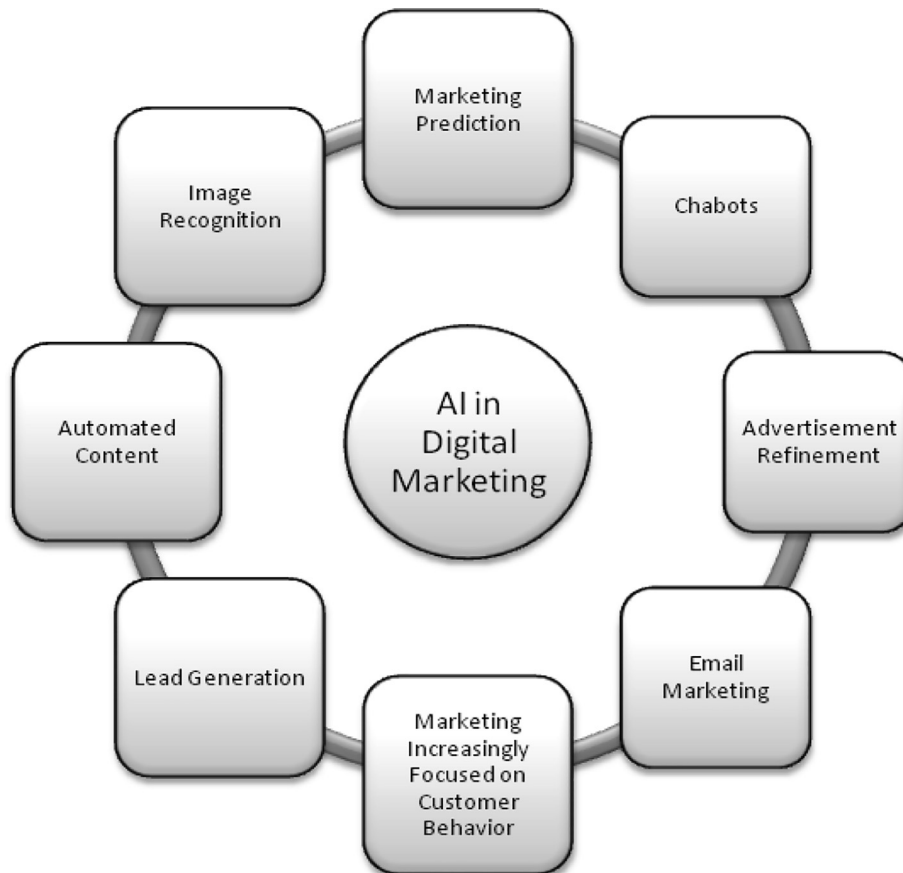 Marketing
Prediction
Chabots
Advertisement
Refinement
Email
Marketing
Marketing
Increasingly
Focused on
Customer
Behavior
Lead Generation
Automated
Content
Image
Recognition
AI in
Digital
Marketing